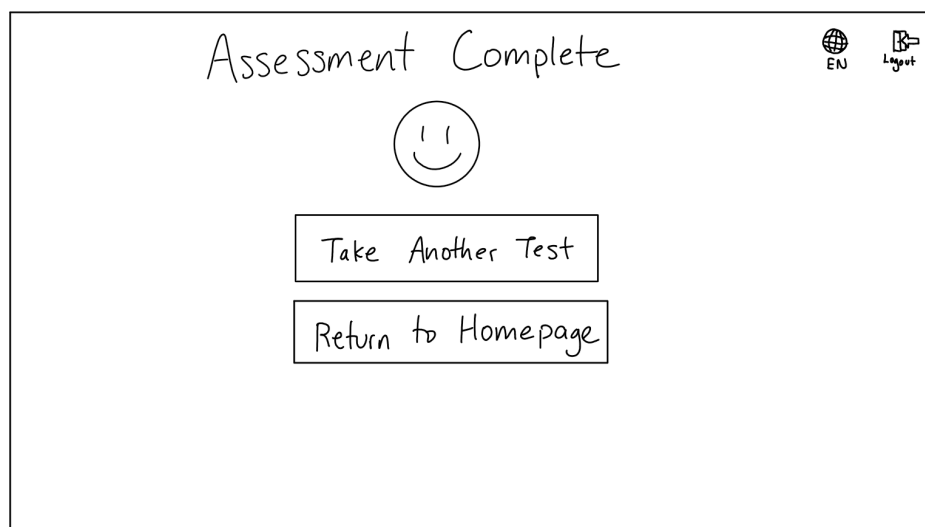 Assessment Complete
EN
Logout
Take Another Test
Return to Homepage